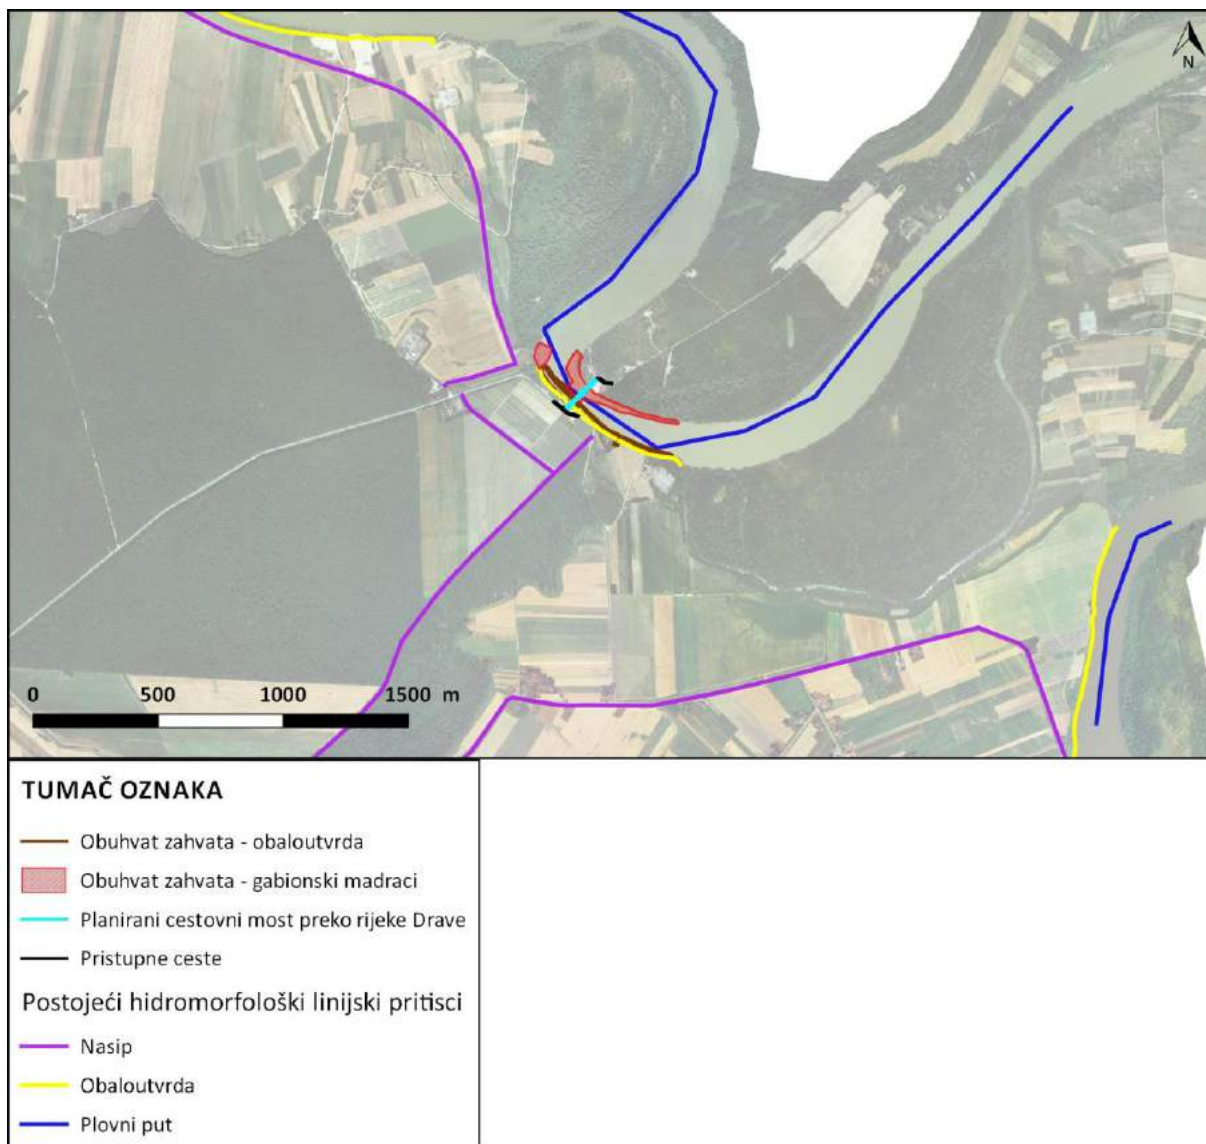 N
0 500 1000 1500 m
TUMAČ OZNAKA
Obuhvat zahvata - obaloutvrda
Obuhvat zahvata - gabionski madraci
Planirani cestovni most preko rijeke Drave
Pristupne ceste
Postojeći hidromorfološki linijski pritisci
Nasip
Obaloutvrda
Plovni put